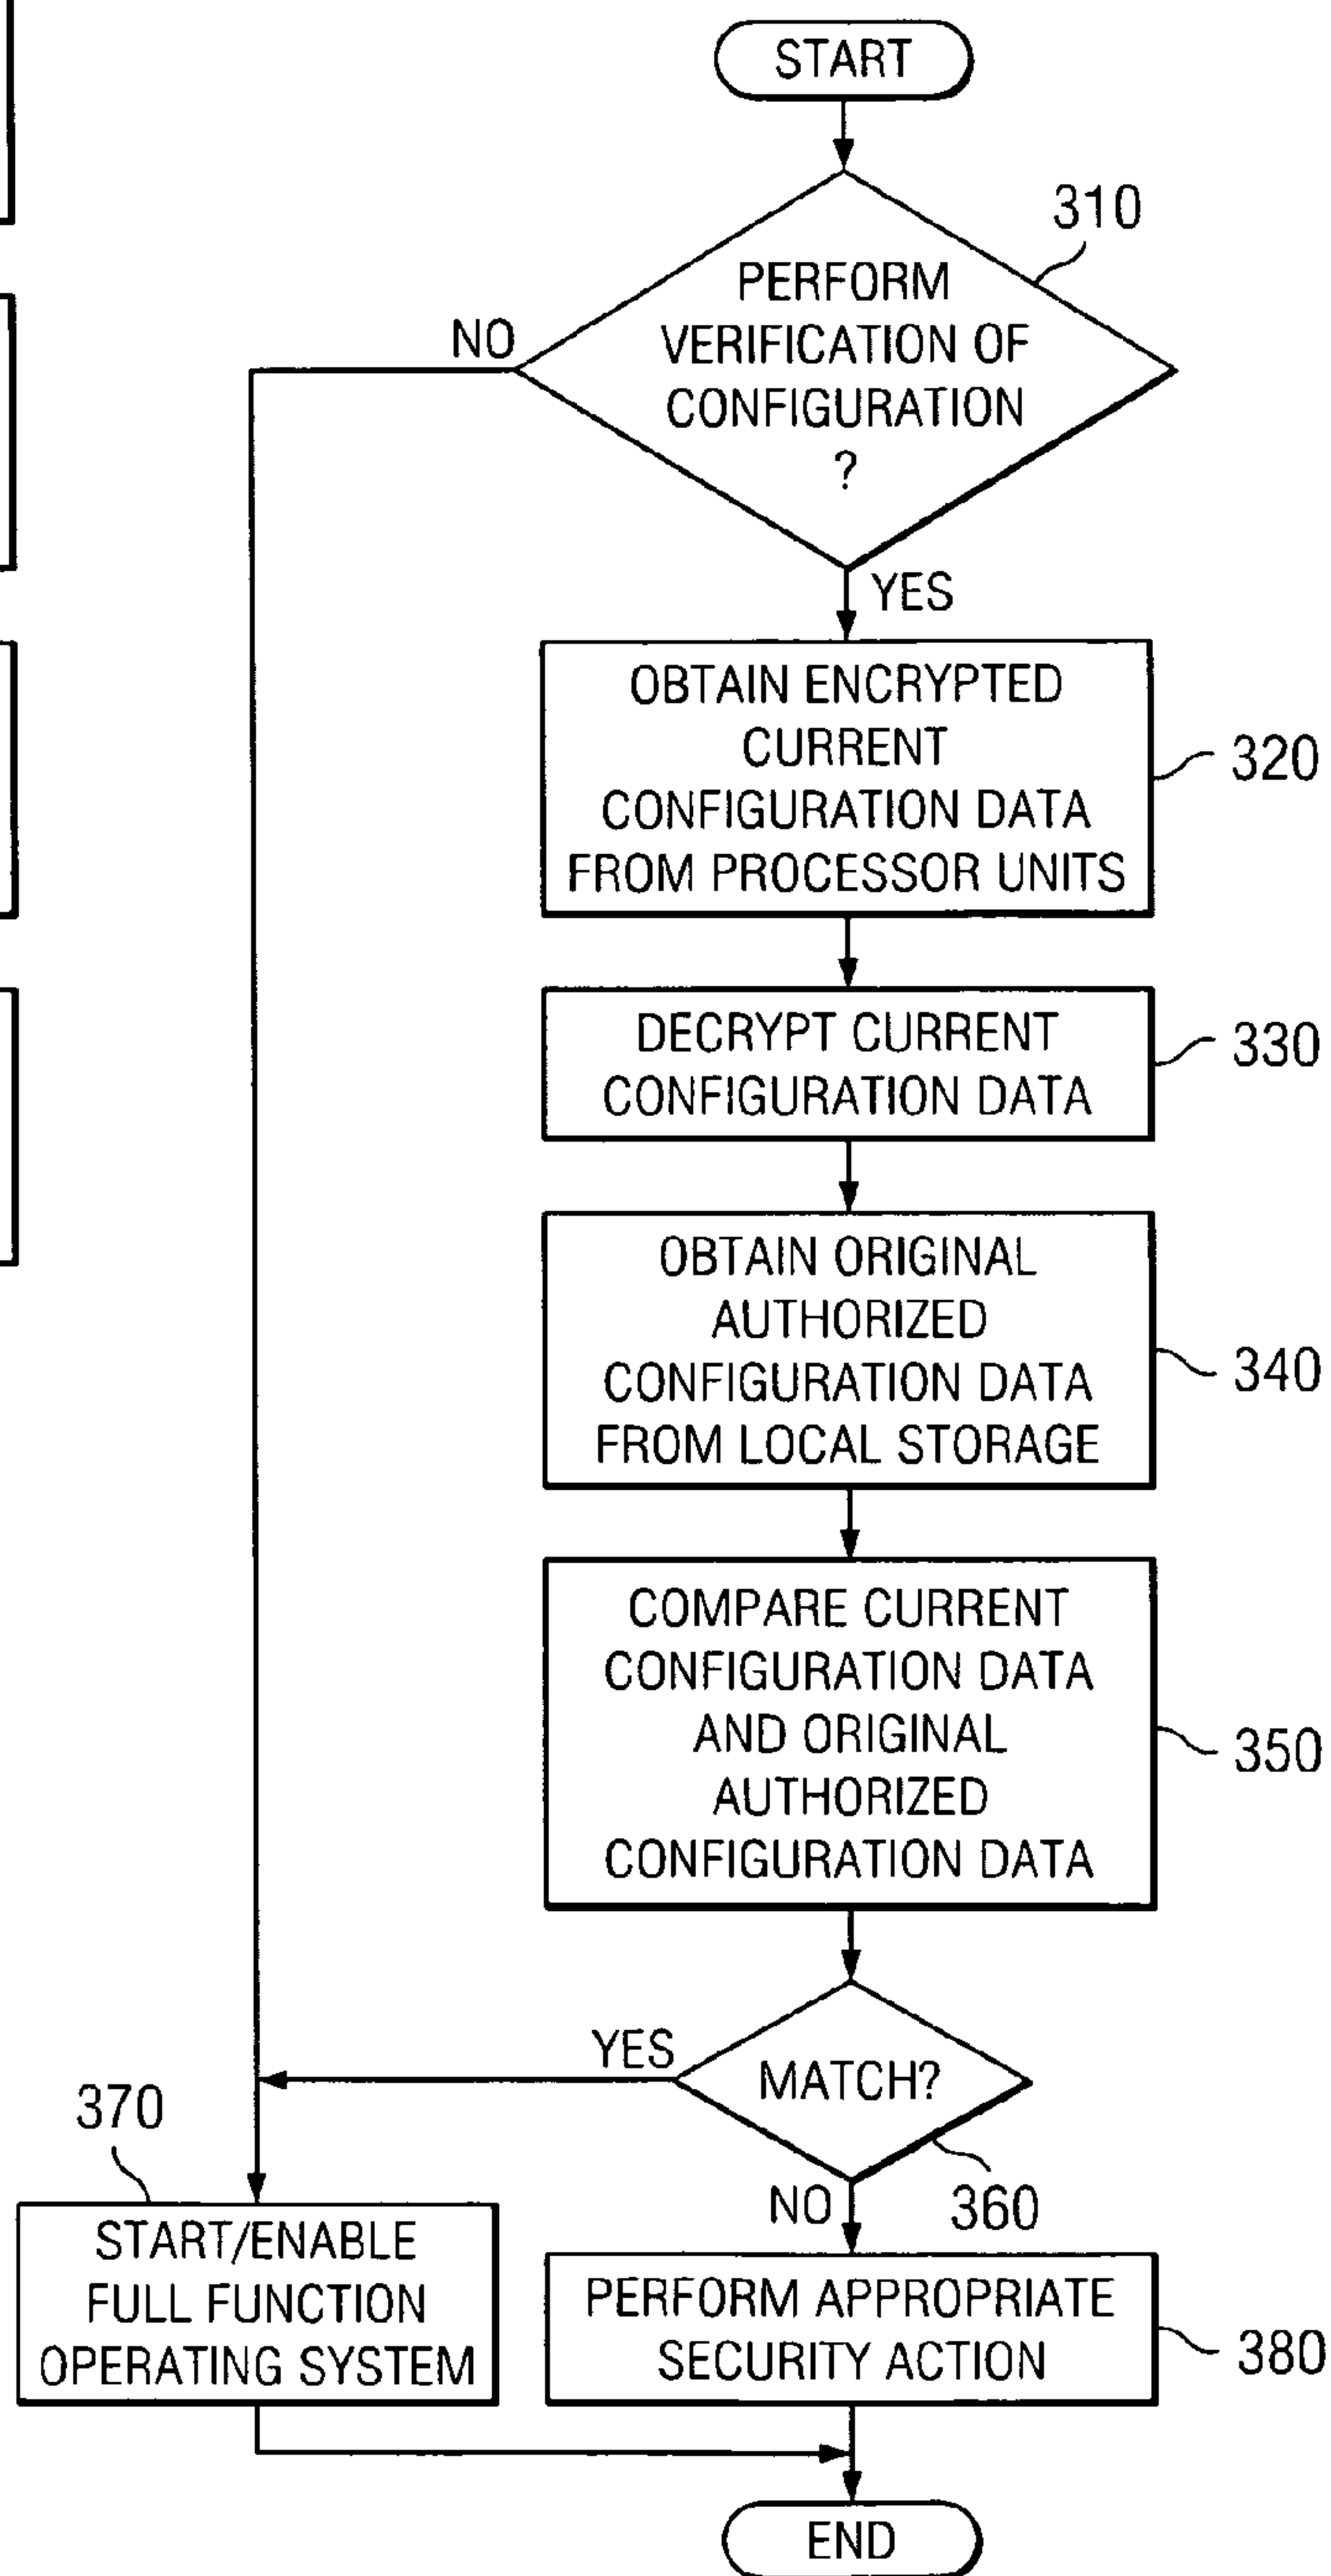 START
310
PERFORM
VERIFICATION OF
CONFIGURATION
?
NO
YES
OBTAIN ENCRYPTED
CURRENT
CONFIGURATION DATA
FROM PROCESSOR UNITS
320
DECRYPT CURRENT
CONFIGURATION DATA
330
OBTAIN ORIGINAL
AUTHORIZED
CONFIGURATION DATA
FROM LOCAL STORAGE
340
COMPARE CURRENT
CONFIGURATION DATA
AND ORIGINAL
AUTHORIZED
CONFIGURATION DATA
350
YES
MATCH?
360
NO
370
START/ENABLE
FULL FUNCTION
OPERATING SYSTEM
PERFORM APPROPRIATE
SECURITY ACTION
380
END